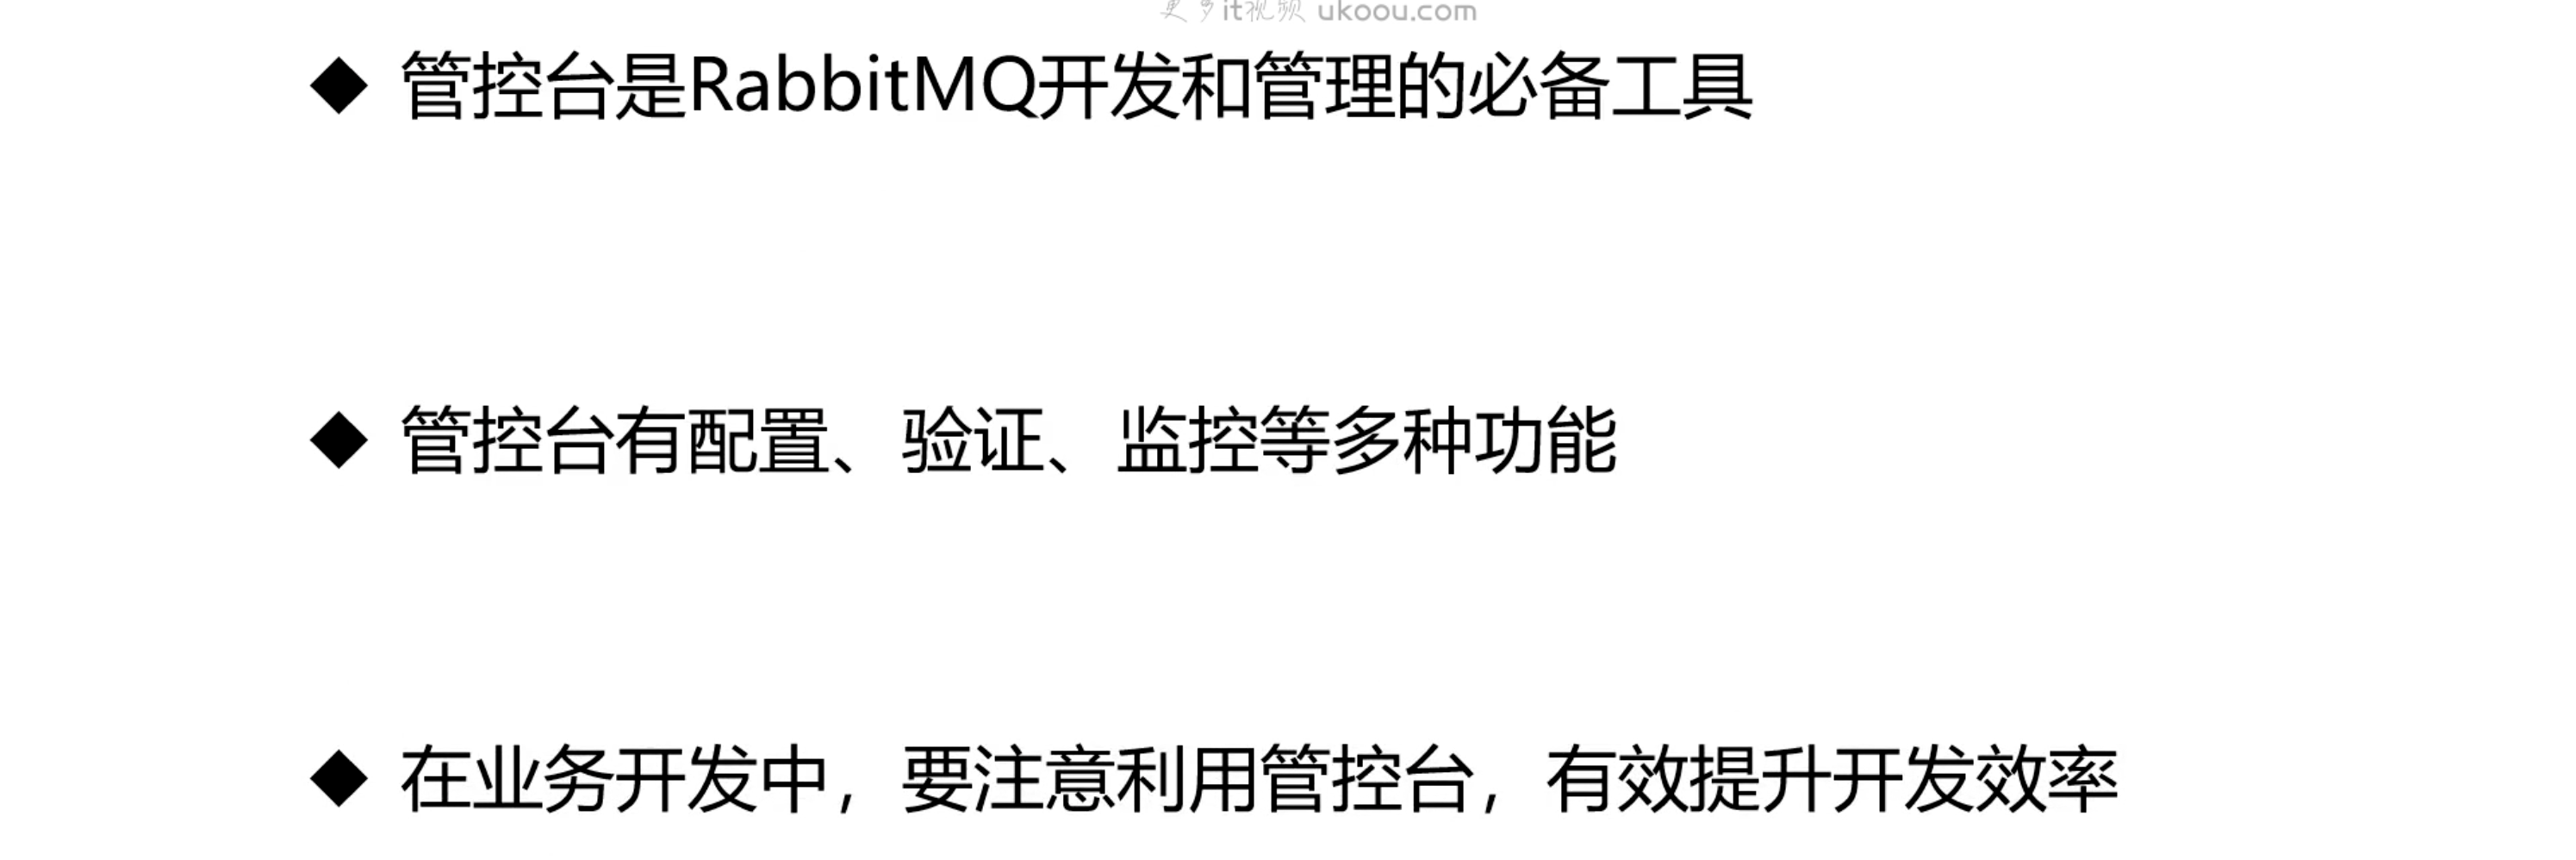 更多it视频 ukoou.com
◆ 管控台是RabbitMQ开发和管理的必备工具
◆ 管控台有配置、验证、监控等多种功能
◆ 在业务开发中，要注意利用管控台，有效提升开发效率